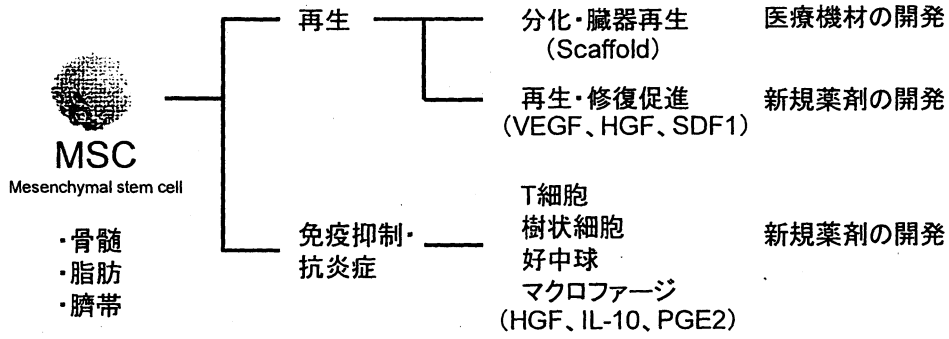 MSC
Mesenchymal stem cell
・骨髄
・脂肪
・臍帯
再生
分化・臓器再生
(Scaffold)
医療機材の開発
再生・修復促進
(VEGF、HGF、SDF1)
新規薬剤の開発
免疫抑制・
抗炎症
T細胞
樹状細胞
好中球
マクロファージ
(HGF、IL-10、PGE2)
新規薬剤の開発